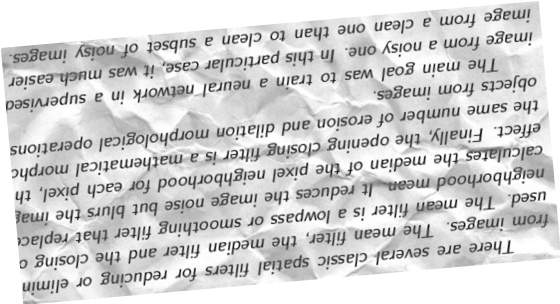 There are several classic spatial filters for reducing or elimin
from images. The mean filter, the median filter and the closing o
used. The mean filter is a lowpass or smoothing filter that replace
neighborhood mean. It reduces the image noise but blurs the imag
calculates the median of the pixel neighborhood for each pixel, th
effect. Finally, the opening closing filter is a mathematical morpho
the same number of erosion and dilation morphological operations
objects from images.
The main goal was to train a neural network in a supervised
image from a noisy one. In this particular case, it was much easier
image from a clean one than to clean a subset of noisy images.